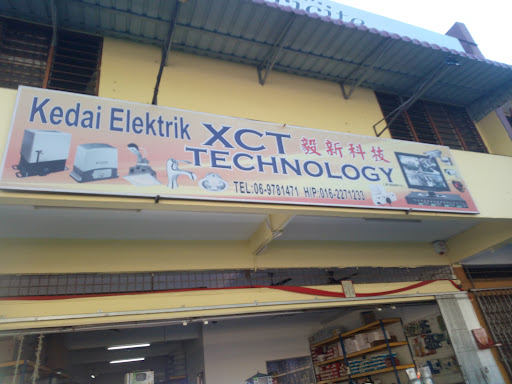 Kedai Elektrik XCT 毅新科技
TECHNOLOGY
TEL:06-9781471 H/P:016-2271233